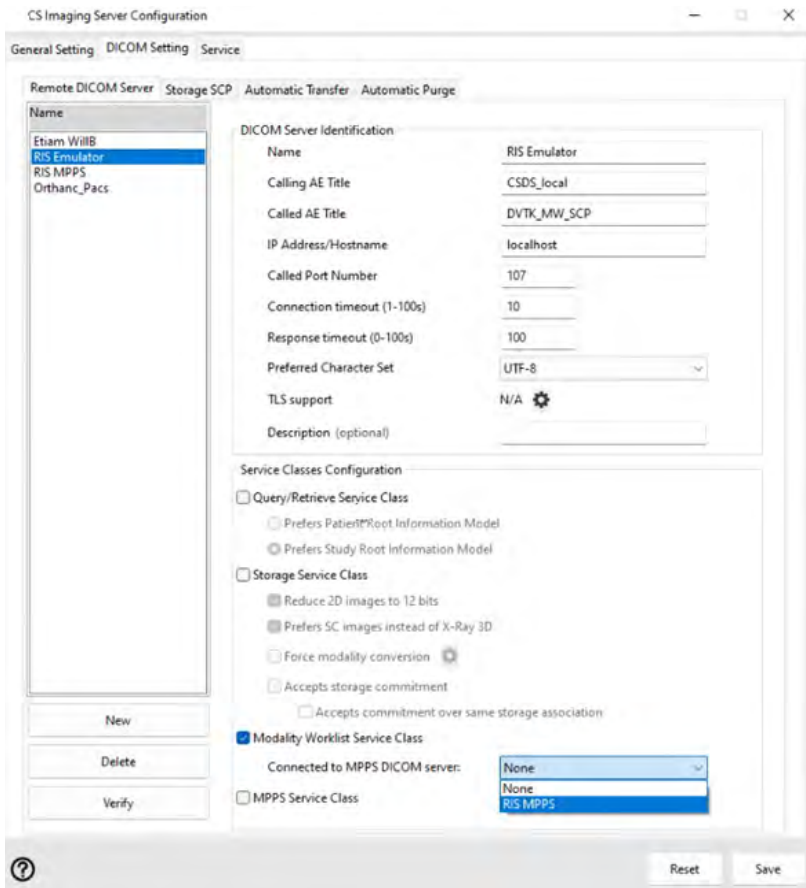 CS Imaging Server Configuration
General Setting DICOM Setting Service
Remote DICOM Server Storage SCP Automatic Transfer Automatic Purge
Name
Etiam WillB
RIS Emulator
RIS MPPS
Orthanc_Pacs
New
Delete
Verify
DICOM Server Identification
Name RIS Emulator
Calling AE Title CSDS_local
Called AE Title DVTK_MW_SCP
IP Address/Hostname localhost
Called Port Number 107
Connection timeout (1-100s) 10
Response timeout (0-100s) 100
Preferred Character Set UTF-8
TLS support N/A
Description (optional)
Service Classes Configuration
Query/Retrieve Service Class
Prefers Patient Root Information Model
Prefers Study Root Information Model
Storage Service Class
Reduce 2D images to 12 bits
Prefers SC images instead of X-Ray 3D
Force modality conversion
Accepts storage commitment
Accepts commitment over same storage association
Modality Worklist Service Class
Connected to MPPS DICOM server: None
None
RIS MPPS
MPPS Service Class
Reset Save